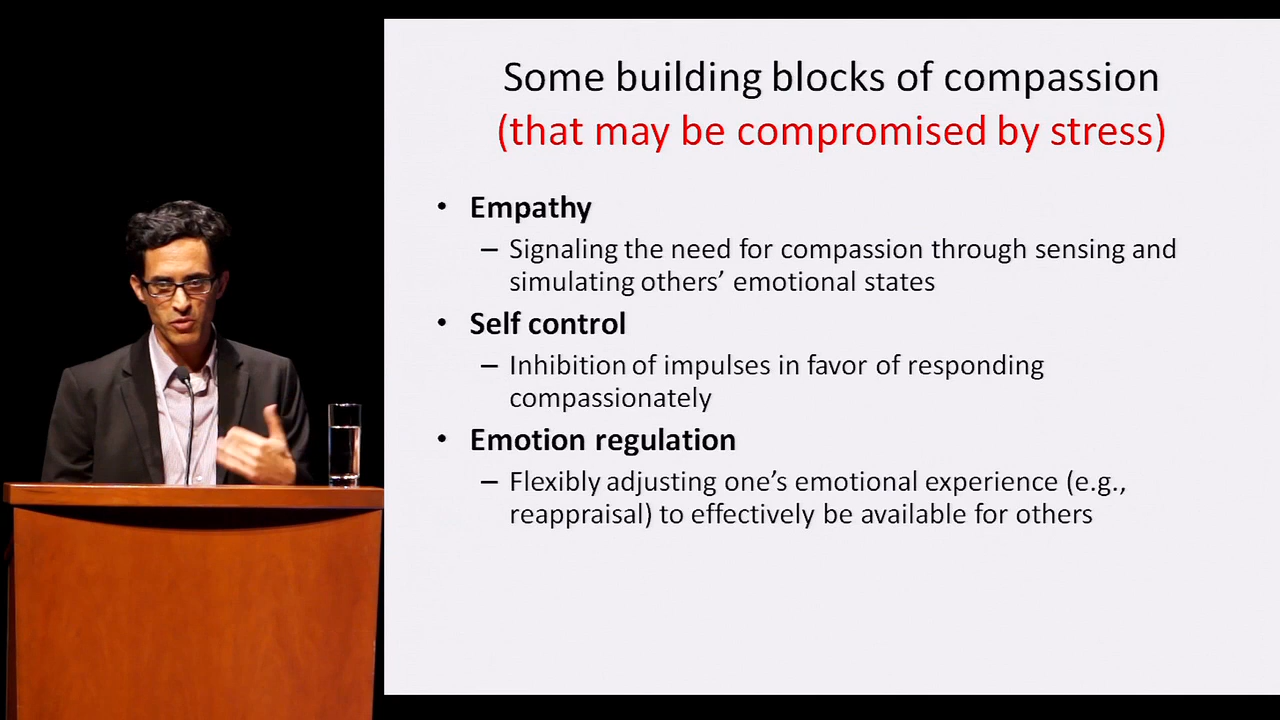 Some building blocks of compassion
(that may be compromised by stress)
• Empathy
– Signaling the need for compassion through sensing and
simulating others’ emotional states
• Self control
– Inhibition of impulses in favor of responding
compassionately
• Emotion regulation
– Flexibly adjusting one’s emotional experience (e.g.,
reappraisal) to effectively be available for others